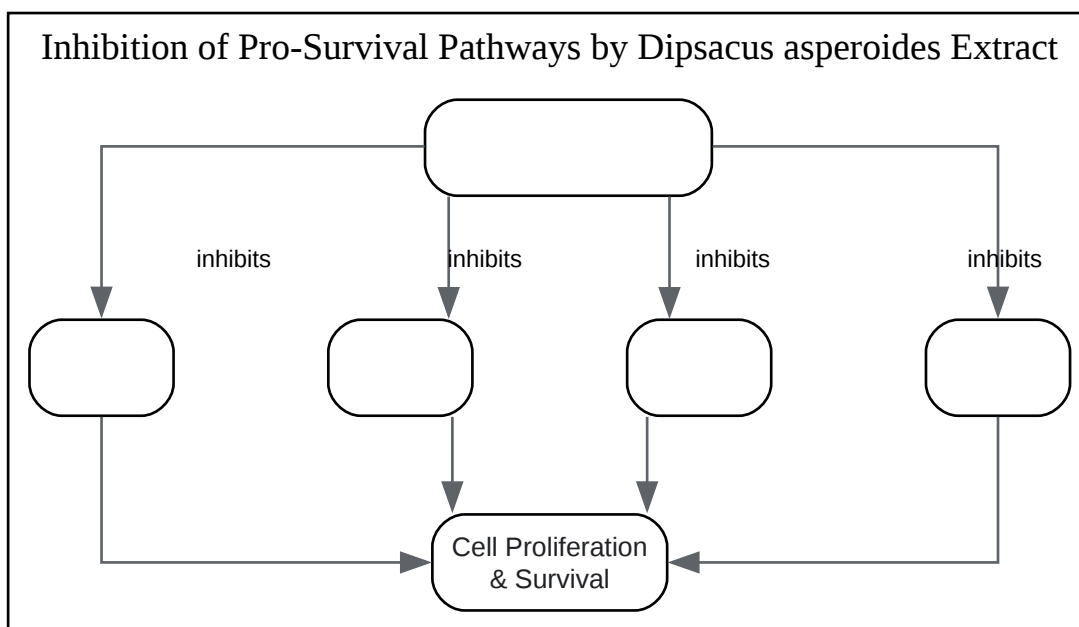 Inhibition of Pro-Survival Pathways by Dipsacus asperoides Extract
inhibits
inhibits
inhibits
inhibits
Cell Proliferation
& Survival